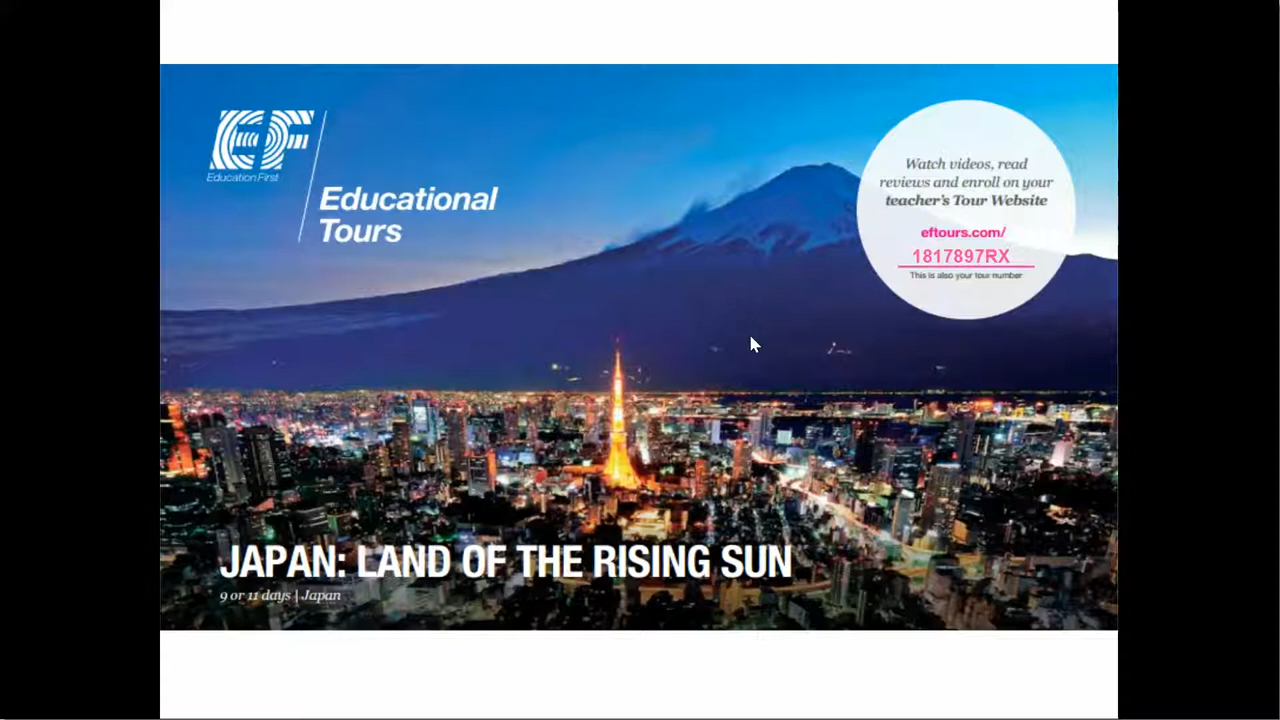 EF
Education First
Educational
Tours
Watch videos, read
reviews and enroll on your
teacher's Tour Website
eftours.com/
1817897RX
This is also your tour number
JAPAN: LAND OF THE RISING SUN
9 or 11 days | Japan